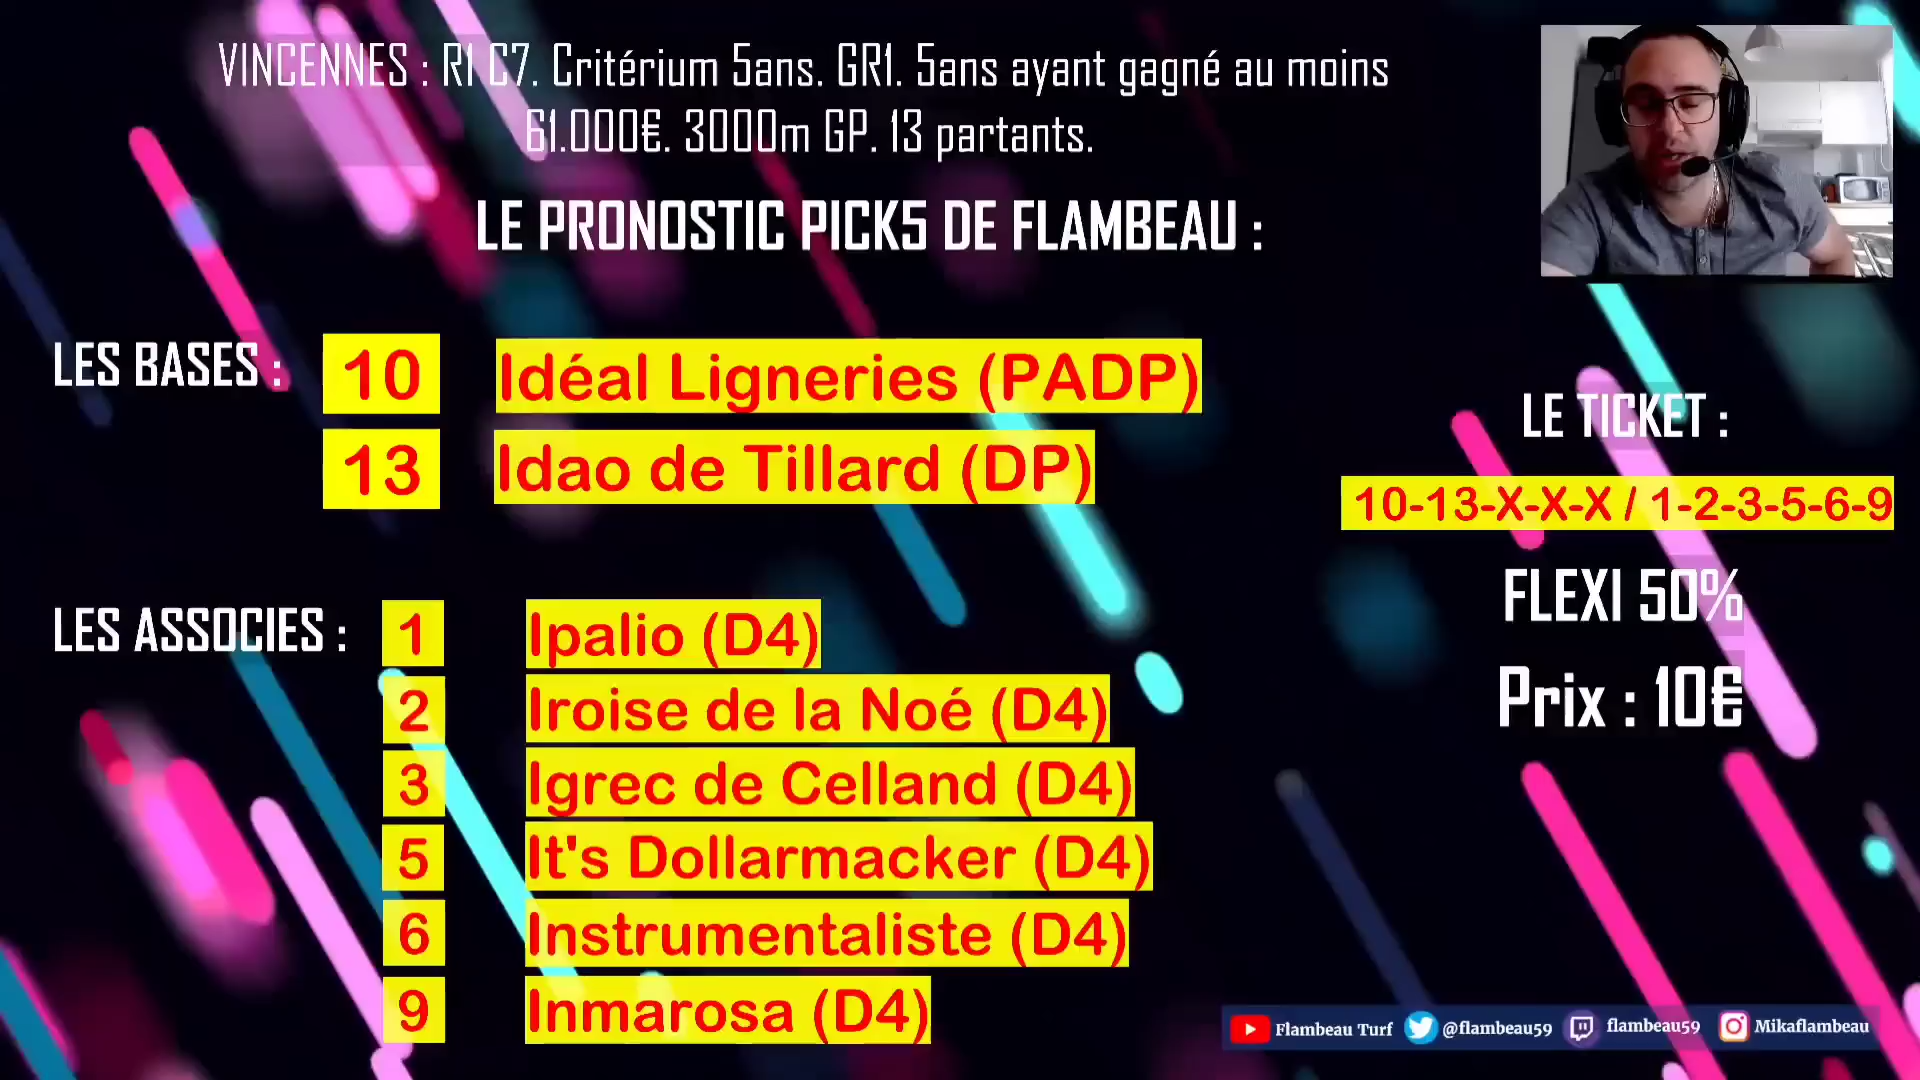 VINCENNES : R1 C7. Critérium 5ans. GR1. 5ans ayant gagné au moins
61.000€. 3000m GP. 13 partants.
LE PRONOSTIC PICK5 DE FLAMBEAU :
LES BASES :
10 Idéal Ligneries (PADP)
13 Idao de Tillard (DP)
LES ASSOCIES :
1 Ipalio (D4)
2 Iroise de la Noé (D4)
3 Igrec de Celland (D4)
5 It's Dollarmacker (D4)
6 Instrumentaliste (D4)
9 Inmarosa (D4)
LE TICKET :
10-13-X-X-X / 1-2-3-5-6-9
FLEXI 50%
Prix : 10€
Flambeau Turf @flambeau59 flambeau59 Mikaflambeau